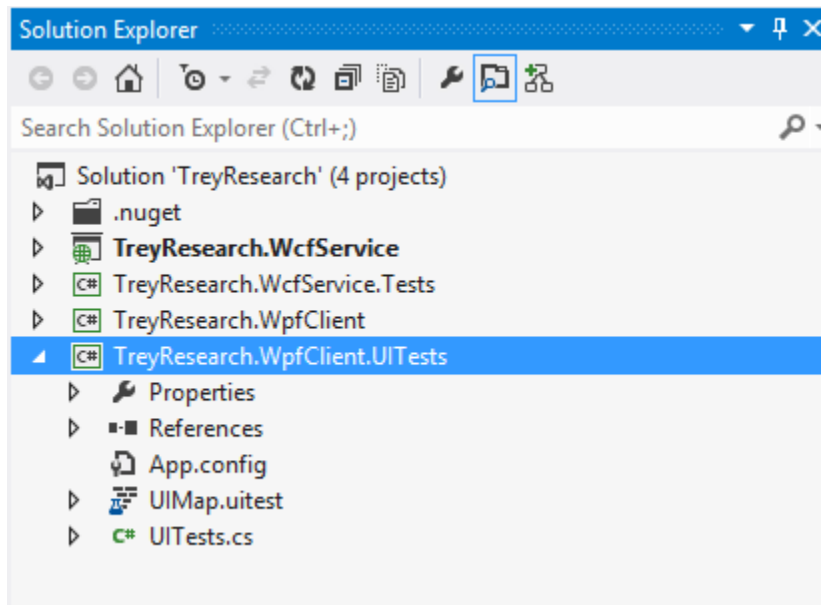 Solution Explorer
Search Solution Explorer (Ctrl+;)
Solution 'TreyResearch' (4 projects)
.nuget
TreyResearch.WcfService
C# TreyResearch.WcfService.Tests
C# TreyResearch.WpfClient
C# TreyResearch.WpfClient.UITests
Properties
References
App.config
UIMap.uitest
C# UITests.cs